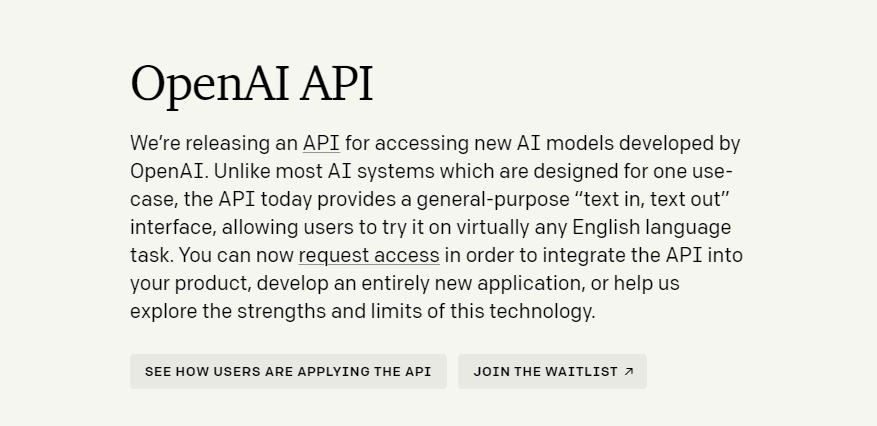 OpenAI API
We’re releasing an API for accessing new AI models developed by
OpenAI. Unlike most AI systems which are designed for one use-
case, the API today provides a general-purpose “text in, text out”
interface, allowing users to try it on virtually any English language
task. You can now request access in order to integrate the API into
your product, develop an entirely new application, or help us
explore the strengths and limits of this technology.
SEE HOW USERS ARE APPLYING THE API
JOIN THE WAITLIST ↗